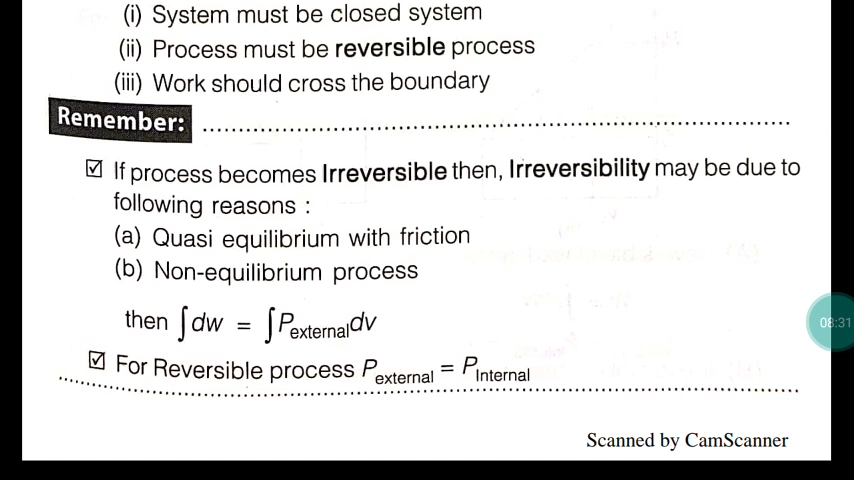 (i) System must be closed system
(ii) Process must be reversible process
(iii) Work should cross the boundary
Remember:
☑ If process becomes Irreversible then, Irreversibility may be due to
following reasons :
(a) Quasi equilibrium with friction
(b) Non-equilibrium process
then ∫dw = ∫P_external dv
☑ For Reversible process P_external = P_Internal
08:31
Scanned by CamScanner